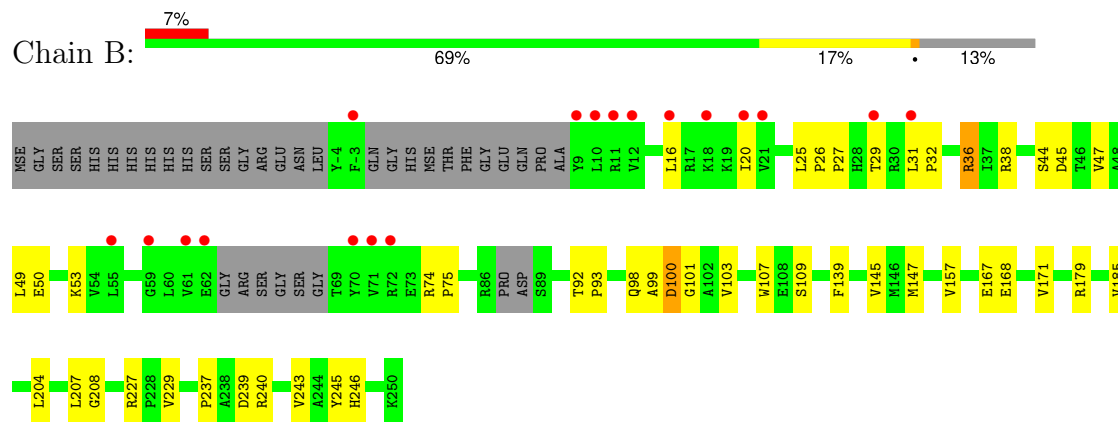 7%
Chain B:
69% 17% • 13%
MSE GLY SER SER HIS HIS HIS HIS HIS HIS SER SER GLY ARG GLU ASN LEU Y-4 F-3 GLN GLY HIS MSE THR PHE GLY GLU GLN PRO ALA Y9 L10 R11 V12 L16 R17 K18 K19 I20 V21 L25 P26 P27 H28 T29 R30 L31 P32 R36 I37 R38 S44 D45 T46 V47 A48
L49 E50 K53 V54 L55 G59 L60 V61 E62 GLY ARG SER GLY SER GLY T69 Y70 V71 R72 E73 R74 P75 R86 PRO ASP S89 T92 P93 Q98 A99 D100 G101 A102 V103 W107 E108 S109 F139 V145 M146 M147 V157 E167 E168 V171 R179 V185
L204 L207 G208 R227 P228 V229 P237 A238 D239 R240 V243 A244 Y245 H246 K250